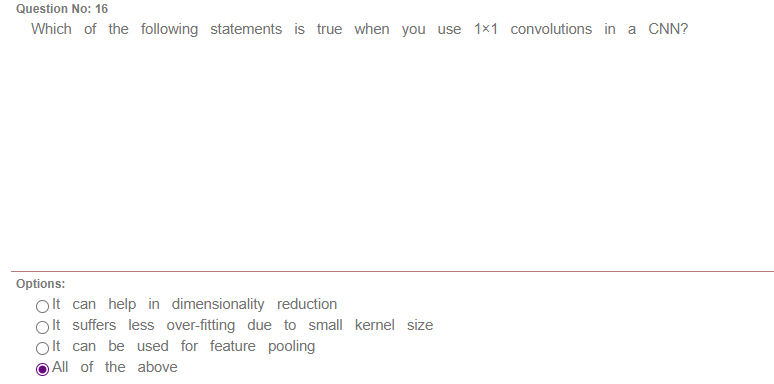 Question No: 16
Which of the following statements is true when you use 1×1 convolutions in a CNN?
Options:
It can help in dimensionality reduction
It suffers less over-fitting due to small kernel size
It can be used for feature pooling
All of the above